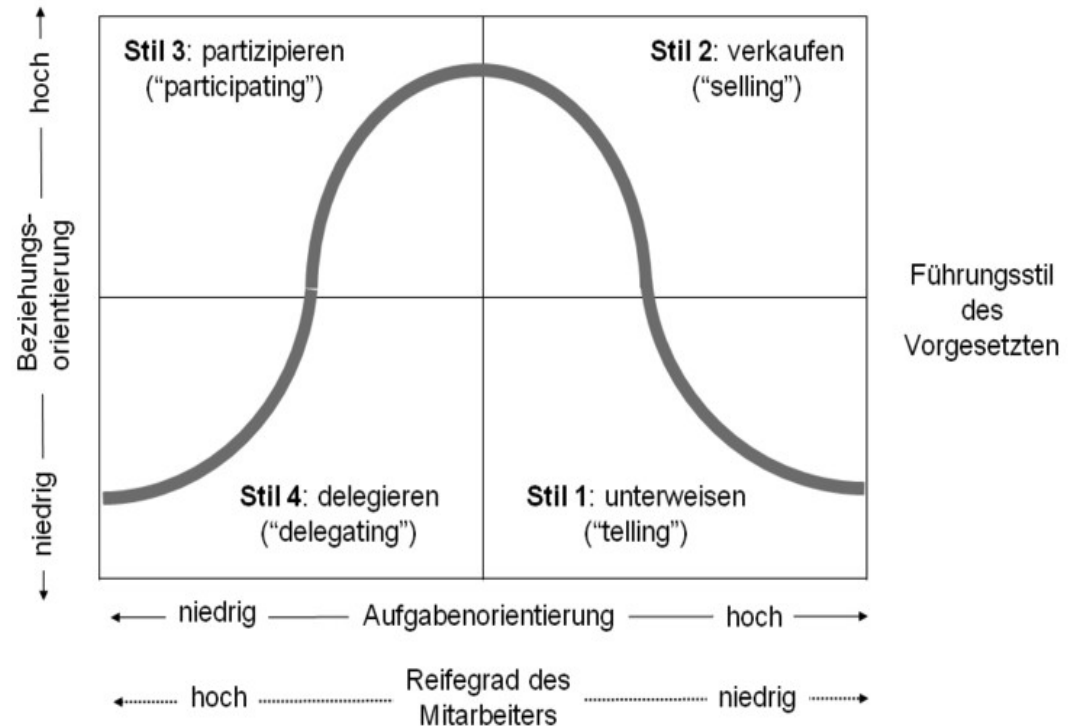 Stil 3: partizipieren
(“participating”)
Stil 2: verkaufen
(“selling”)
hoch
Beziehungs-
orientierung
niedrig
Führungsstil
des
Vorgesetzten
Stil 4: delegieren
(“delegating”)
Stil 1: unterweisen
(“telling”)
niedrig Aufgabenorientierung hoch
hoch Reifegrad des niedrig
Mitarbeiters